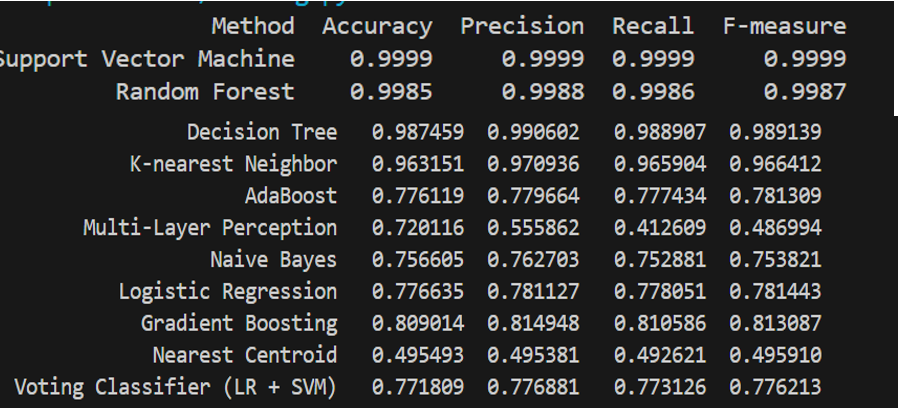 Method Accuracy Precision Recall F-measure
Support Vector Machine 0.9999 0.9999 0.9999 0.9999
Random Forest 0.9985 0.9988 0.9986 0.9987
Decision Tree 0.987459 0.990602 0.988907 0.989139
K-nearest Neighbor 0.963151 0.970936 0.965904 0.966412
AdaBoost 0.776119 0.779664 0.777434 0.781309
Multi-Layer Perception 0.720116 0.555862 0.412609 0.486994
Naive Bayes 0.756605 0.762703 0.752881 0.753821
Logistic Regression 0.776635 0.781127 0.778051 0.781443
Gradient Boosting 0.809014 0.814948 0.810586 0.813087
Nearest Centroid 0.495493 0.495381 0.492621 0.495910
Voting Classifier (LR + SVM) 0.771809 0.776881 0.773126 0.776213